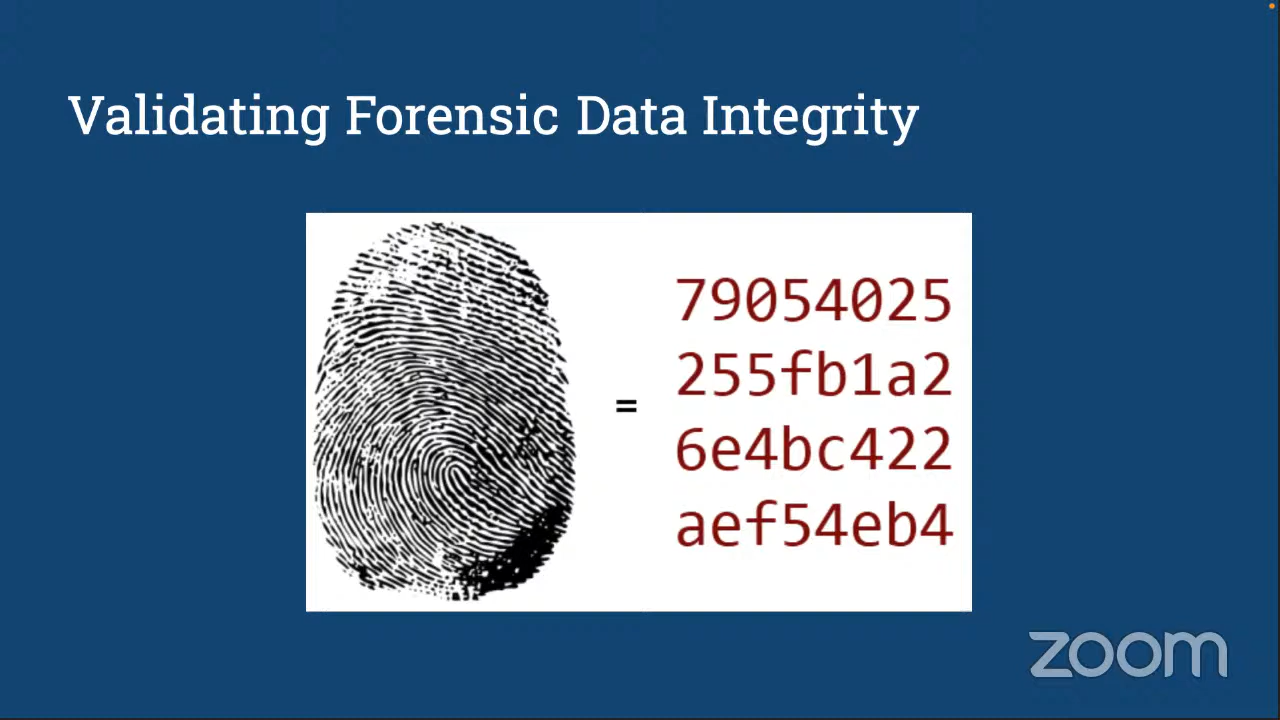 Validating Forensic Data Integrity
=
79054025
255fb1a2
6e4bc422
aef54eb4
zoom